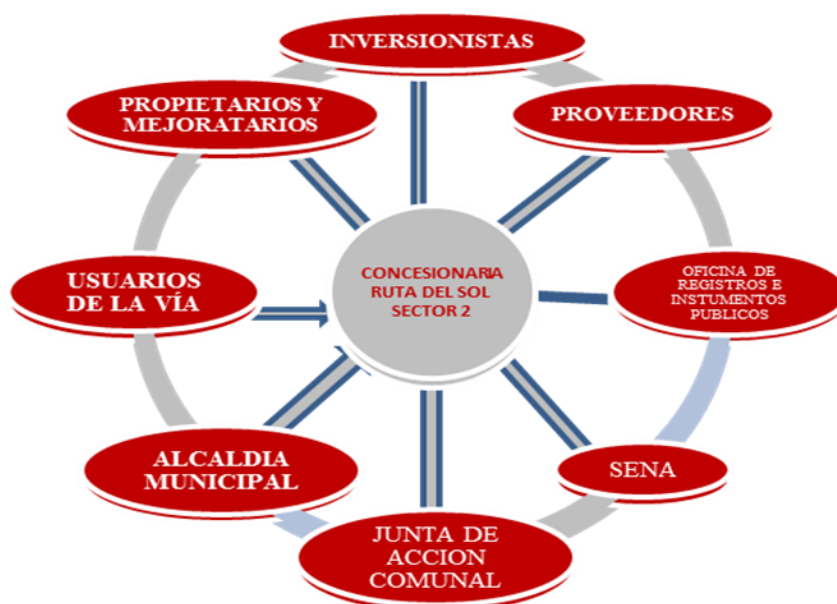 INVERSIONISTAS
PROPIETARIOS Y
MEJORATARIOS
PROVEEDORES
CONCESIONARIA
RUTA DEL SOL
SECTOR 2
USUARIOS
DE LA VÍA
OFICINA DE
REGISTROS E
INSTUMENTOS
PUBLICOS
ALCALDIA
MUNICIPAL
SENA
JUNTA DE
ACCION
COMUNAL